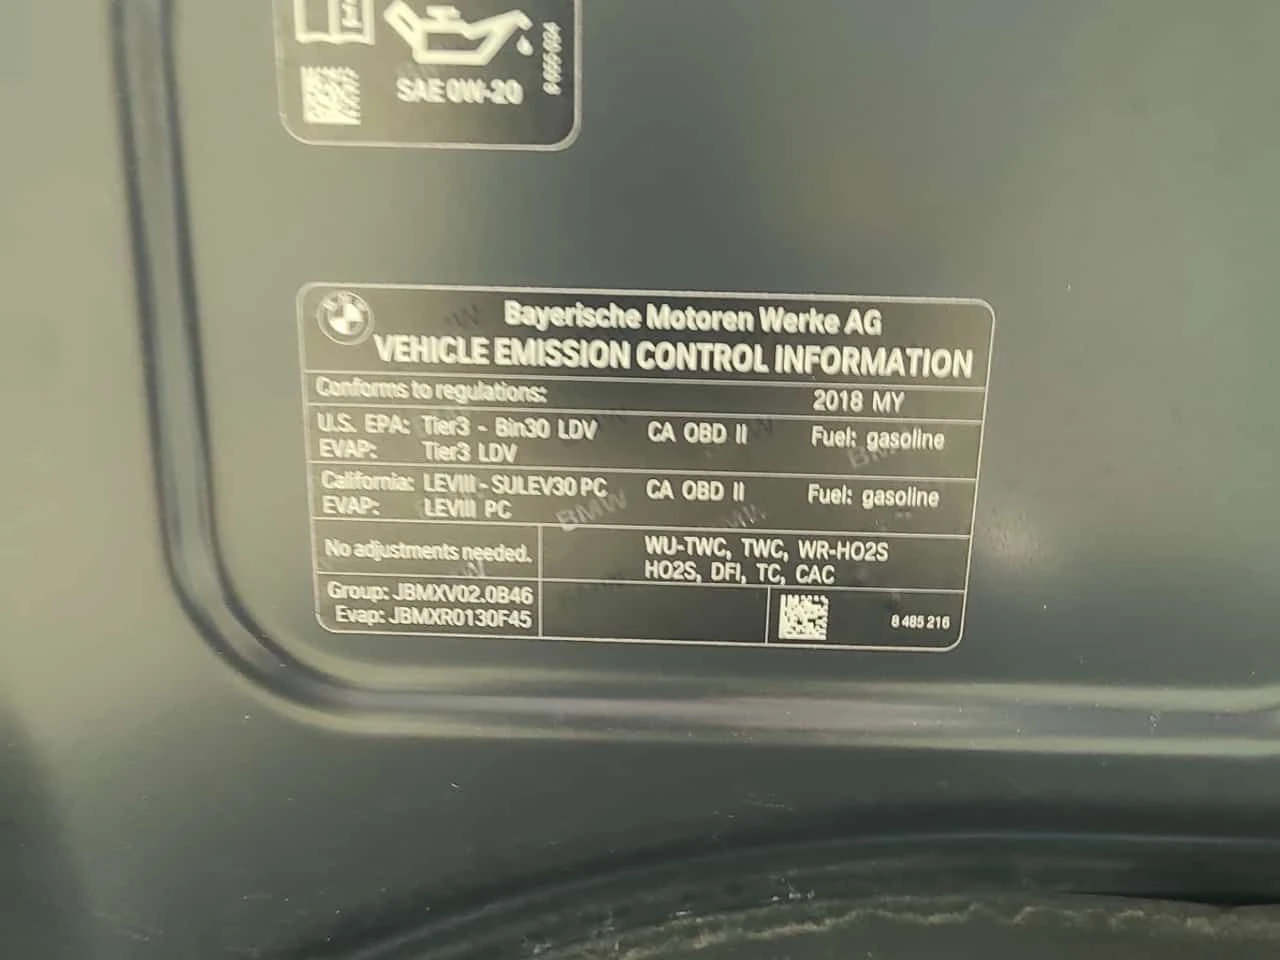 SAE 0W-20
8 656 034
Bayerische Motoren Werke AG
VEHICLE EMISSION CONTROL INFORMATION
Conforms to regulations: 2018 MY
U.S. EPA: Tier3 - Bin30 LDV CA OBD II Fuel: gasoline
EVAP: Tier3 LDV
California: LEVIII - SULEV30 PC CA OBD II Fuel: gasoline
EVAP: LEVIII PC
No adjustments needed.
WU-TWC, TWC, WR-HO2S
HO2S, DFI, TC, CAC
Group: JBMXV02.0B46
Evap: JBMXR0130F45
8 485 216